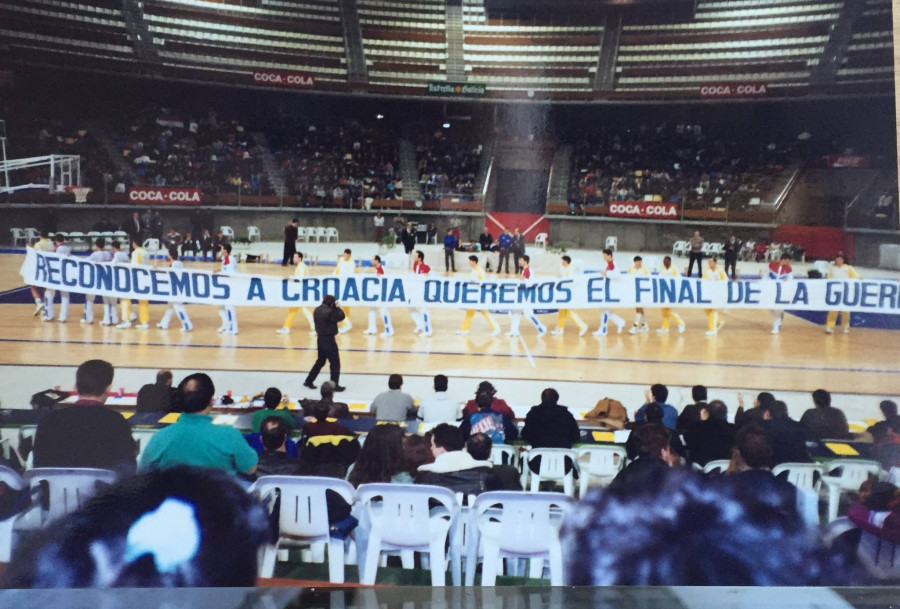 COCA-COLA
Estrella Galicia
COCA-COLA
COCA-COLA
COCA-COLA
RECONOCEMOS A CROACIA, QUEREMOS EL FINAL DE LA GUER